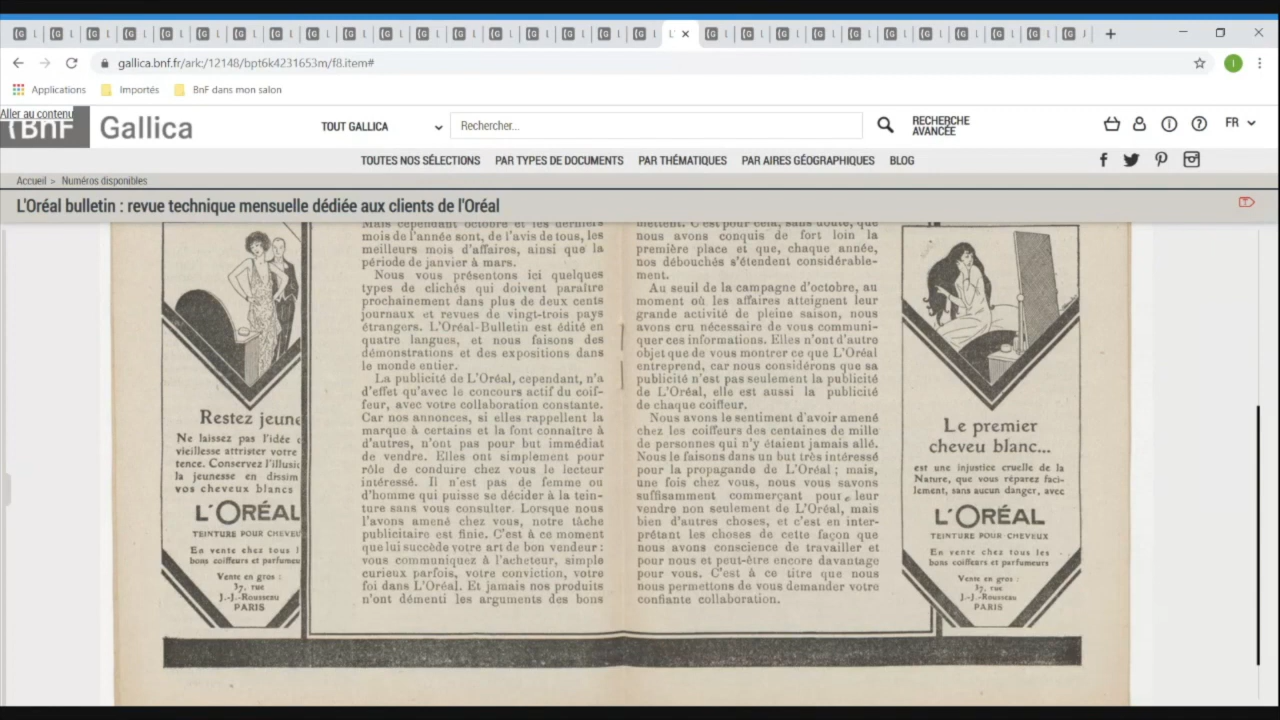 gallica.bnf.fr/ark:/12148/bpt6k4231653m/f8.item#
Applications
Importés
BnF dans mon salon
Aller au contenu
BnF
Gallica
TOUT GALLICA
Rechercher...
RECHERCHE
AVANCÉE
FR
TOUTES NOS SÉLECTIONS
PAR TYPES DE DOCUMENTS
PAR THÉMATIQUES
PAR AIRES GÉOGRAPHIQUES
BLOG
Accueil > Numéros disponibles
L'Oréal bulletin : revue technique mensuelle dédiée aux clients de l'Oréal
Restez jeune
Ne laissez pas l'idée
vieillesse attrister votre
tence. Conservez l'illusi
la jeunesse en dissim
vos cheveux blancs
L'ORÉAL
TEINTURE POUR CHEVEU
En vente chez tous l
bons coiffeurs et parfumeu
Vente en gros :
37, rue
J.-J.-Rousseau
PARIS
Mais cependant octobre et les derniers
mois de l'année sont, de l'avis de tous, les
meilleurs mois d'affaires, ainsi que la
période de janvier à mars.
Nous vous présentons ici quelques
types de clichés qui doivent paraître
prochainement dans plus de deux cents
journaux et revues de vingt-trois pays
étrangers. L'Oréal-Bulletin est édité en
quatre langues, et nous faisons des
démonstrations et des expositions dans
le monde entier.
La publicité de L'Oréal, cependant, n'a
d'effet qu'avec le concours actif du coif-
feur, avec votre collaboration constante.
Car nos annonces, si elles rappellent la
marque à certains et la font connaître à
d'autres, n'ont pas pour but immédiat
de vendre. Elles ont simplement pour
rôle de conduire chez vous le lecteur
intéressé. Il n'est pas de femme ou
d'homme qui puisse se décider à la tein-
ture sans vous consulter. Lorsque nous
l'avons amené chez vous, notre tâche
publicitaire est finie. C'est à ce moment
que lui succède votre art de bon vendeur :
vous communiquez à l'acheteur, simple
curieux parfois, votre conviction, votre
foi dans L'Oréal. Et jamais nos produits
n'ont démenti les arguments des bons
mettent. C'est pour cela, sans doute, que
nous avons conquis de fort loin la
première place et que, chaque année,
nos débouchés s'étendent considérable-
ment.
Au seuil de la campagne d'octobre, au
moment où les affaires atteignent leur
grande activité de pleine saison, nous
avons cru nécessaire de vous communi-
quer ces informations. Elles n'ont d'autre
objet que de vous montrer ce que L'Oréal
entreprend, car nous considérons que sa
publicité n'est pas seulement la publicité
de L'Oréal, elle est aussi la publicité
de chaque coiffeur.
Nous avons le sentiment d'avoir amené
chez les coiffeurs des centaines de mille
de personnes qui n'y étaient jamais allé.
Nous le faisons dans un but très intéressé
pour la propagande de L'Oréal ; mais,
une fois chez vous, nous vous savons
suffisamment commerçant pour leur
vendre non seulement de L'Oréal, mais
bien d'autres choses, et c'est en inter-
prétant les choses de cette façon que
nous avons conscience de travailler et
pour nous et peut-être encore davantage
pour vous. C'est à ce titre que nous
nous permettons de vous demander votre
confiante collaboration.
Le premier
cheveu blanc...
est une injustice cruelle de la
Nature, que vous réparez faci-
lement, sans aucun danger, avec
L'ORÉAL
TEINTURE POUR CHEVEUX
En vente chez tous les
bons coiffeurs et parfumeurs
Vente en gros :
37, rue
J.-J.-Rousseau
PARIS